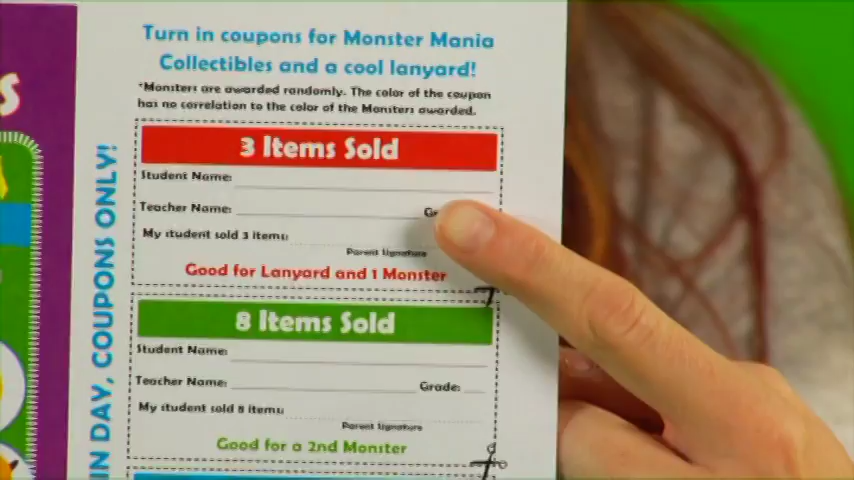 Turn in coupons for Monster Mania
Collectibles and a cool lanyard!
*Monsters are awarded randomly. The color of the coupon
has no correlation to the color of the Monsters awarded.
3 Items Sold
Student Name:
Teacher Name:
My student sold 3 items:
Parent Signature
Good for Lanyard and 1 Monster
8 Items Sold
Student Name:
Teacher Name: Grade:
My student sold 8 items:
Parent Signature
Good for a 2nd Monster
IN DAY, COUPONS ONLY!